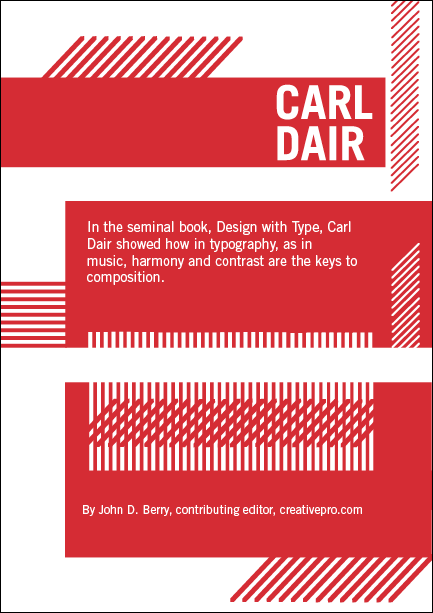 CARL
DAIR
In the seminal book, Design with Type, Carl
Dair showed how in typography, as in
music, harmony and contrast are the keys to
composition.
By John D. Berry, contributing editor, creativepro.com